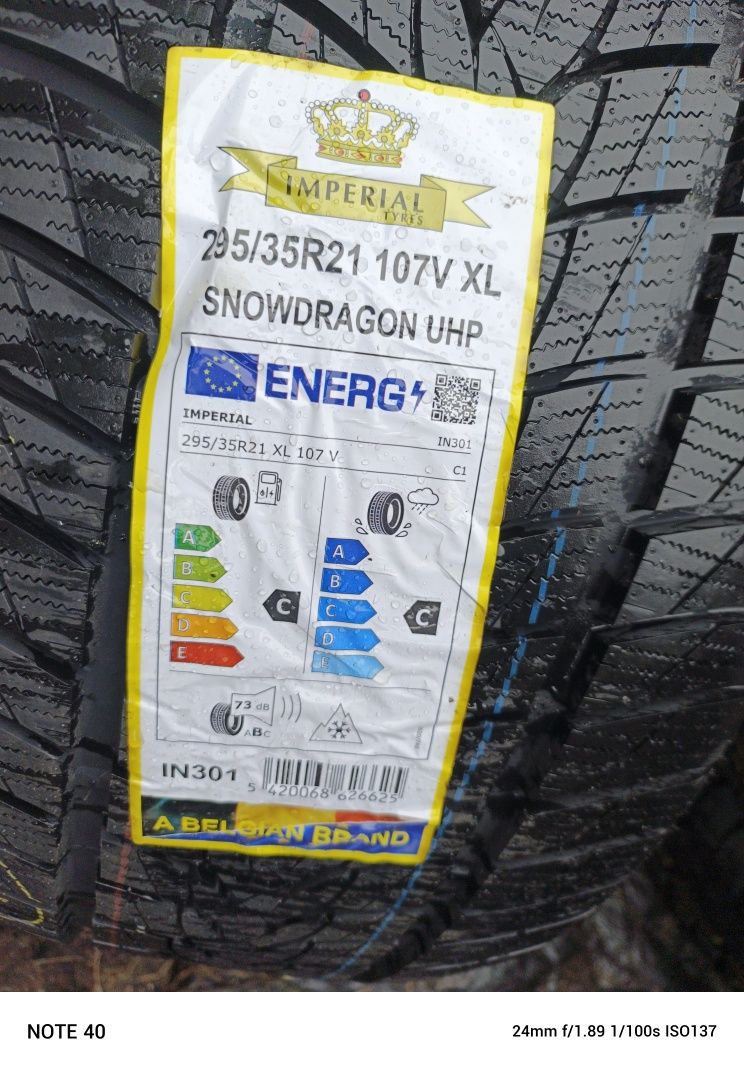 IMPERIAL
TYRES
295/35R21 107V XL
SNOWDRAGON UHP
ENERG
IMPERIAL IN301
295/35R21 XL 107 V C1
A A
B B
C C C C
D D
E E
73 dB
ABC
IN301
5 420068 626625
A BELGIAN BRAND
NOTE 40 24mm f/1.89 1/100s ISO137